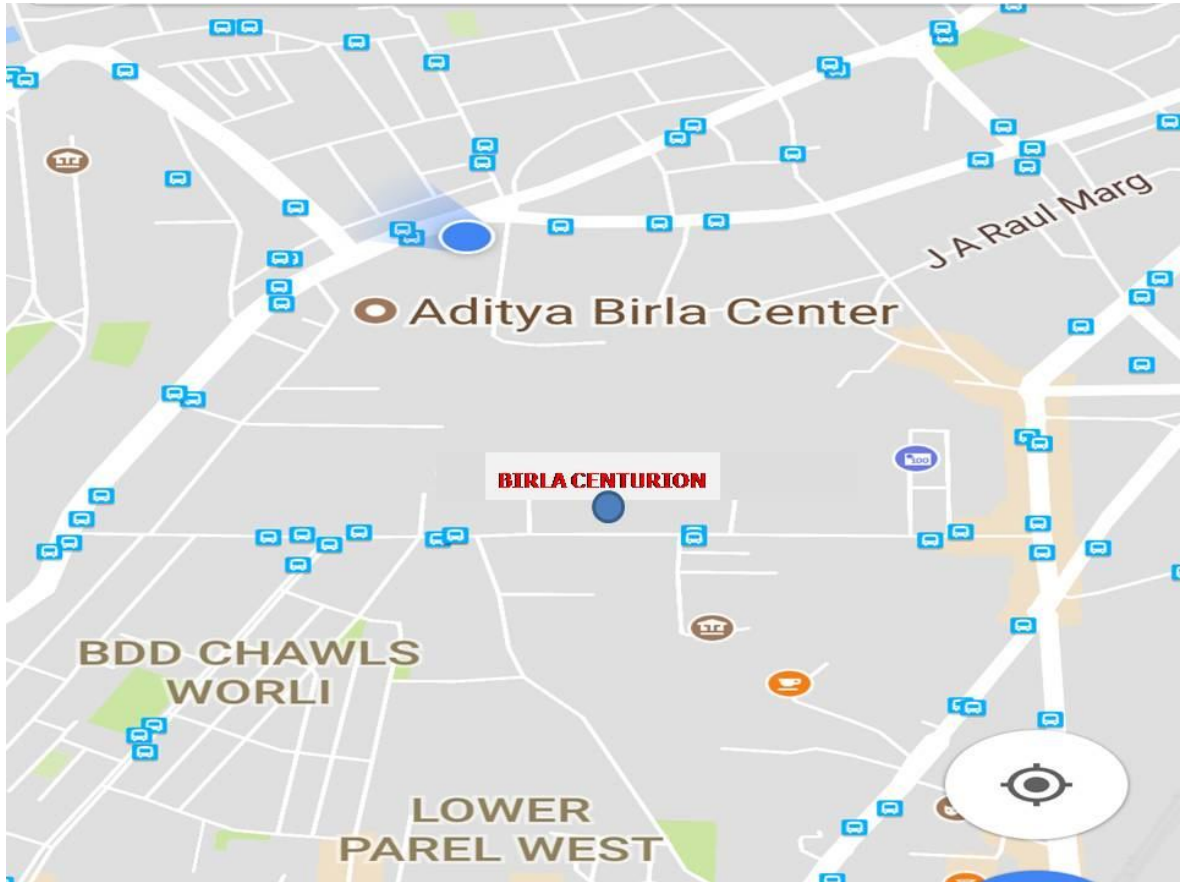 J A Raul Marg
Aditya Birla Center
BIRLA CENTURION
BDD CHAWLS
WORLI
LOWER
PAREL WEST